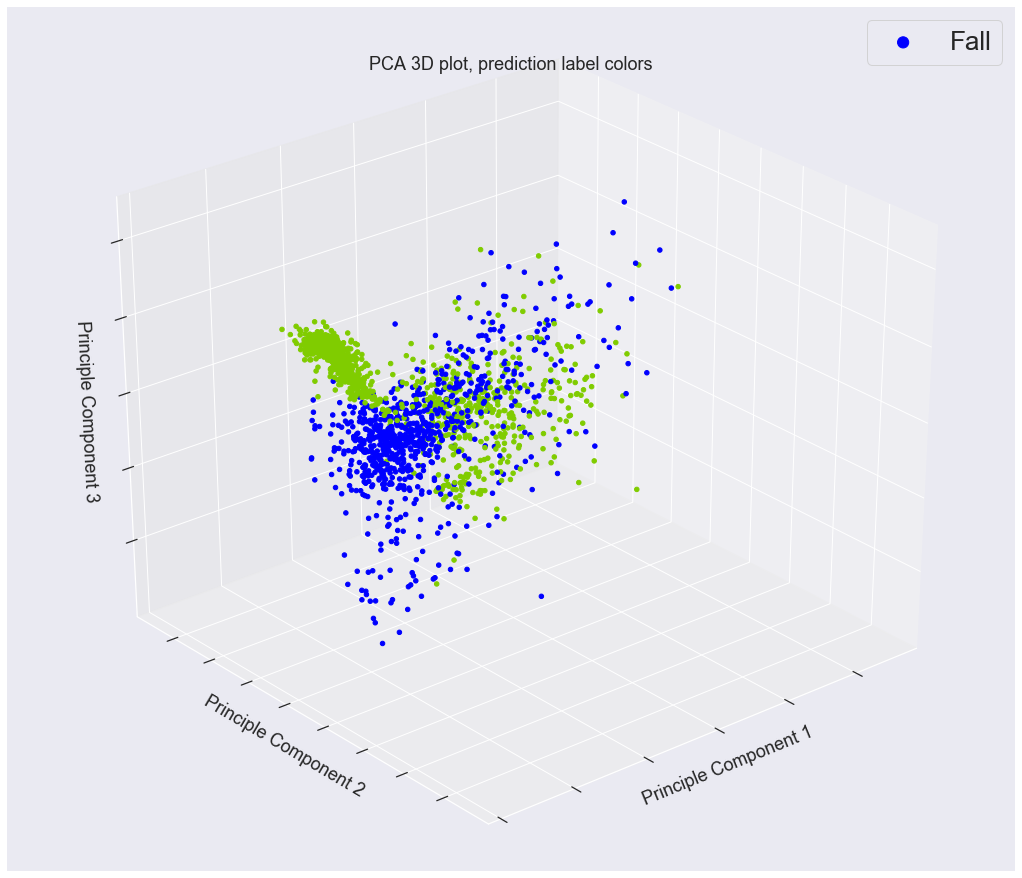 Fall
PCA 3D plot, prediction label colors
Principle Component 3
Principle Component 2
Principle Component 1